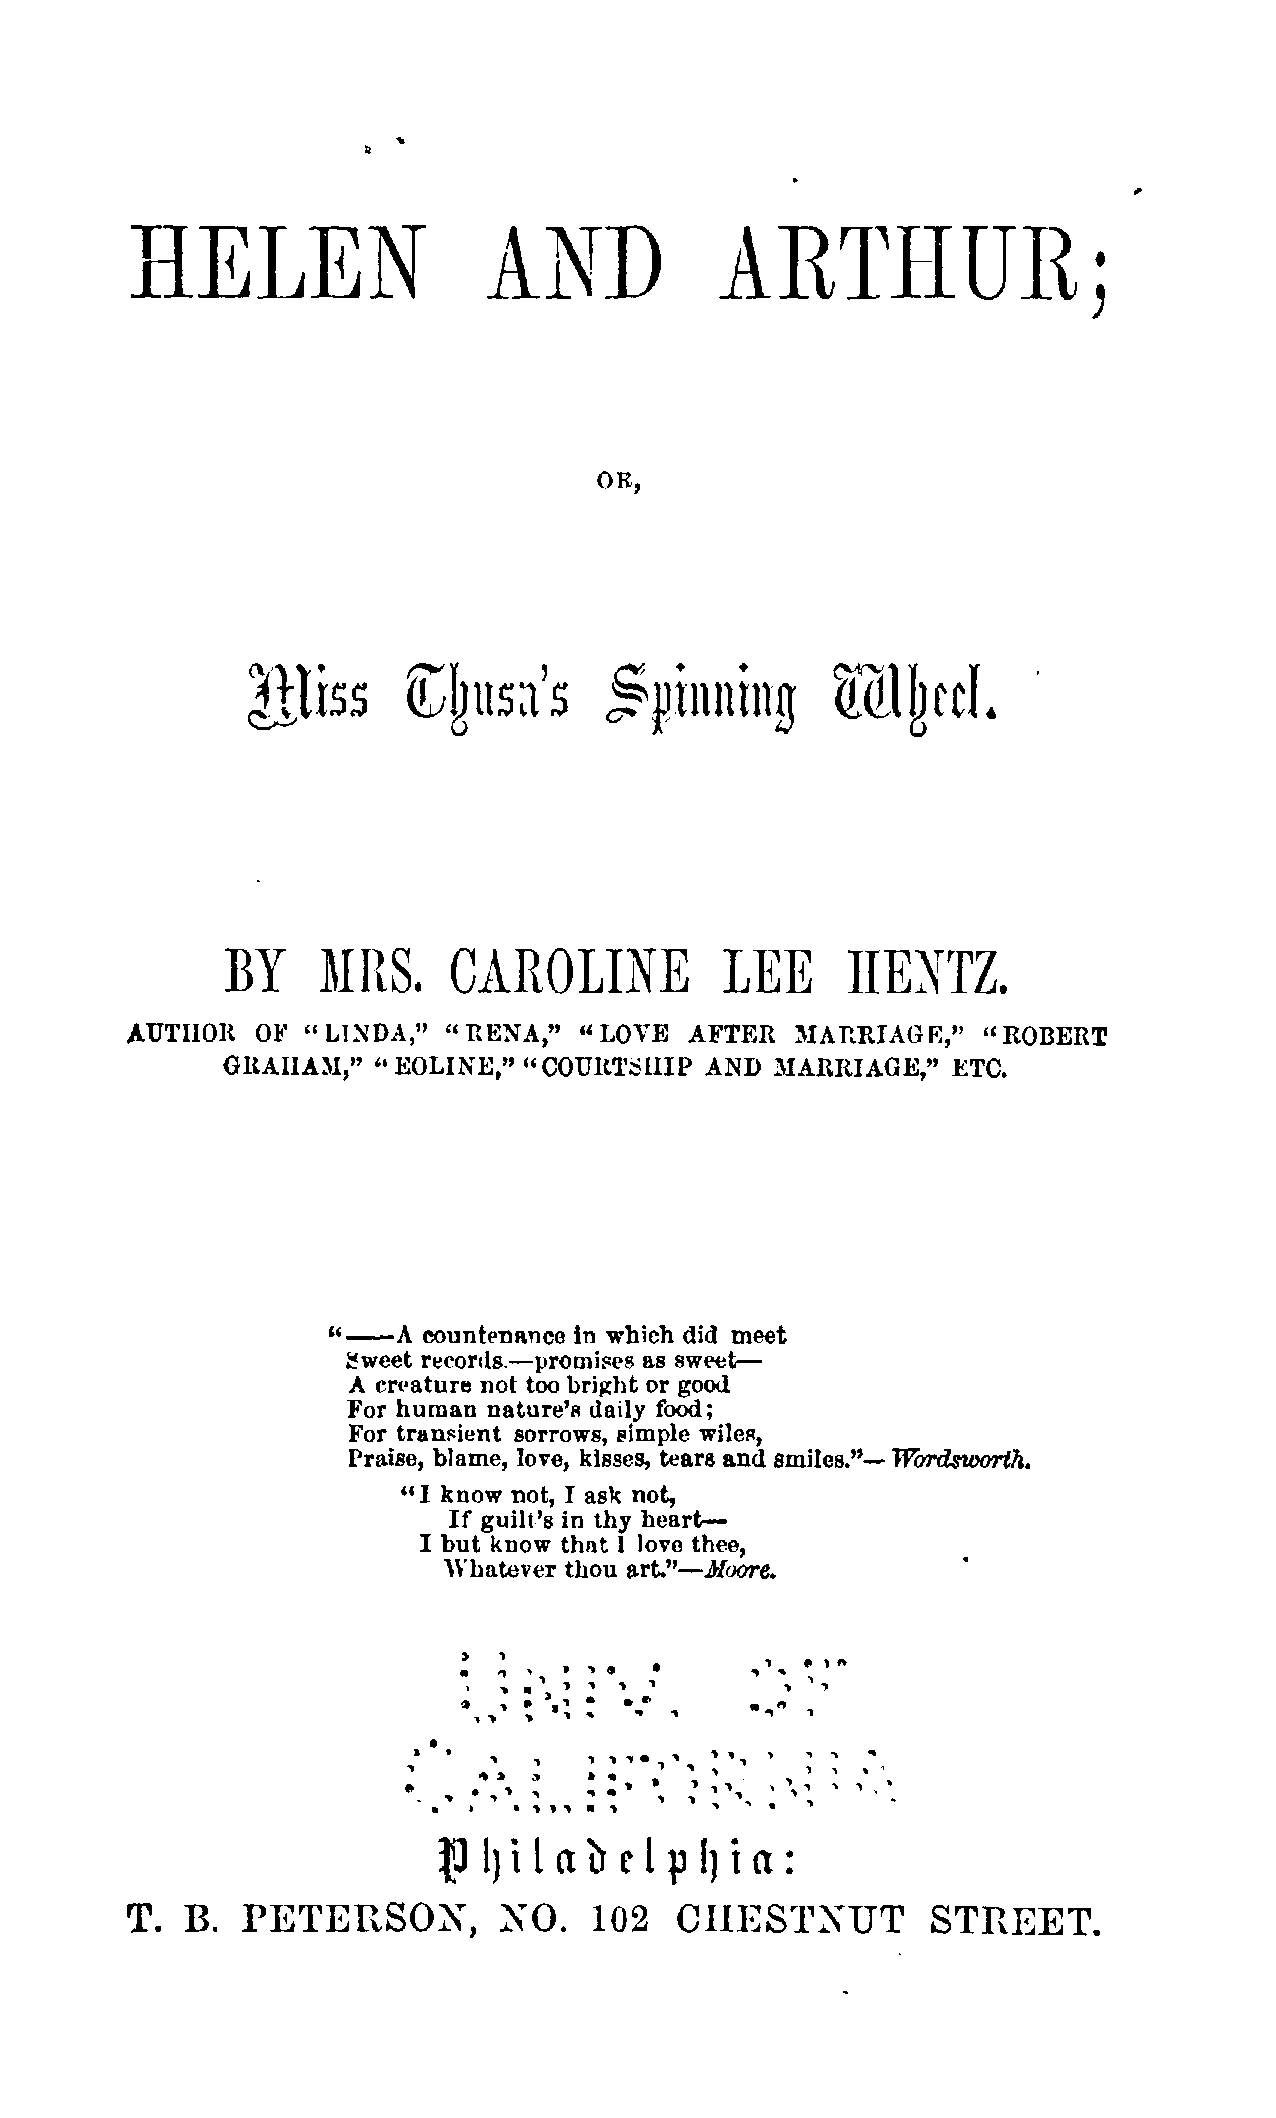 HELEN AND ARTHUR;
OR,
Miss Thusa's Spinning Wheel.
BY MRS. CAROLINE LEE HENTZ.
AUTHOR OF "LINDA," "RENA," "LOVE AFTER MARRIAGE," "ROBERT
GRAHAM," "EOLINE," "COURTSHIP AND MARRIAGE," ETC.
"——A countenance in which did meet
Sweet records.—promises as sweet—
A creature not too bright or good
For human nature's daily food;
For transient sorrows, simple wiles,
Praise, blame, love, kisses, tears and smiles."—Wordsworth.
"I know not, I ask not,
If guilt's in thy heart—
I but know that I love thee,
Whatever thou art."—Moore.
UNIV. OF
CALIFORNIA
Philadelphia:
T. B. PETERSON, NO. 102 CHESTNUT STREET.